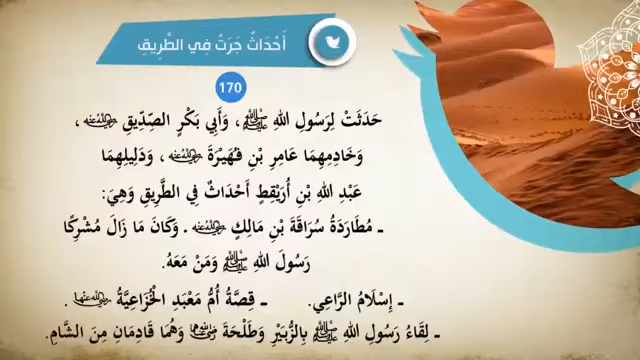 أَحْدَاثٌ جَرَتْ فِي الطَّرِيقِ
170
حَدَثَتْ لِرَسُولِ اللهِ ﷺ، وَأَبِي بَكْرٍ الصِّدِّيقِ رضي الله عنه،
وَخَادِمِهِمَا عَامِرِ بْنِ فُهَيْرَةَ رضي الله عنه، وَدَلِيلِهِمَا
عَبْدِ اللهِ بْنِ أُرَيْقِطٍ أَحْدَاثٌ فِي الطَّرِيقِ وَهِيَ:
ـ مُطَارَدَةُ سُرَاقَةَ بْنِ مَالِكٍ رضي الله عنه. وَكَانَ مَا زَالَ مُشْرِكًا
رَسُولَ اللهِ ﷺ وَمَنْ مَعَهُ.
ـ إِسْلَامُ الرَّاعِي. ـ قِصَّةُ أُمِّ مَعْبَدِ الْخُزَاعِيَّةُ رضي الله عنها.
ـ لِقَاءُ رَسُولِ اللهِ ﷺ بِالزُّبَيْرِ وَطَلْحَةَ رضي الله عنهما وَهُمَا قَادِمَانِ مِنَ الشَّامِ.